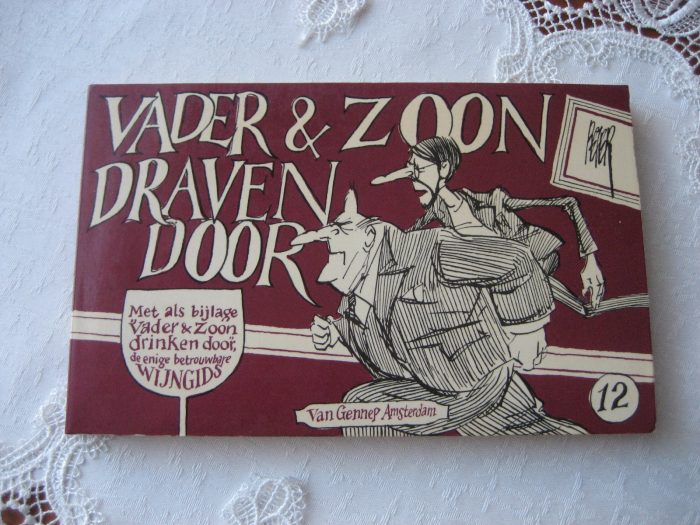 VADER & ZOON
DRAVEN
DOOR
PETER
Met als bijlage
Vader & Zoon
drinken door,
de enige betrouwbare
WIJNGIDS
Van Gennep Amsterdam
12